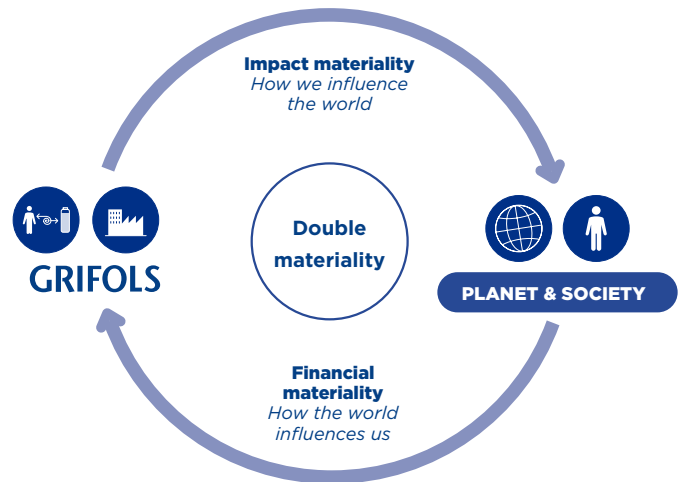 Impact materiality
How we influence
the world
Double
materiality
GRIFOLS
PLANET & SOCIETY
Financial
materiality
How the world
influences us